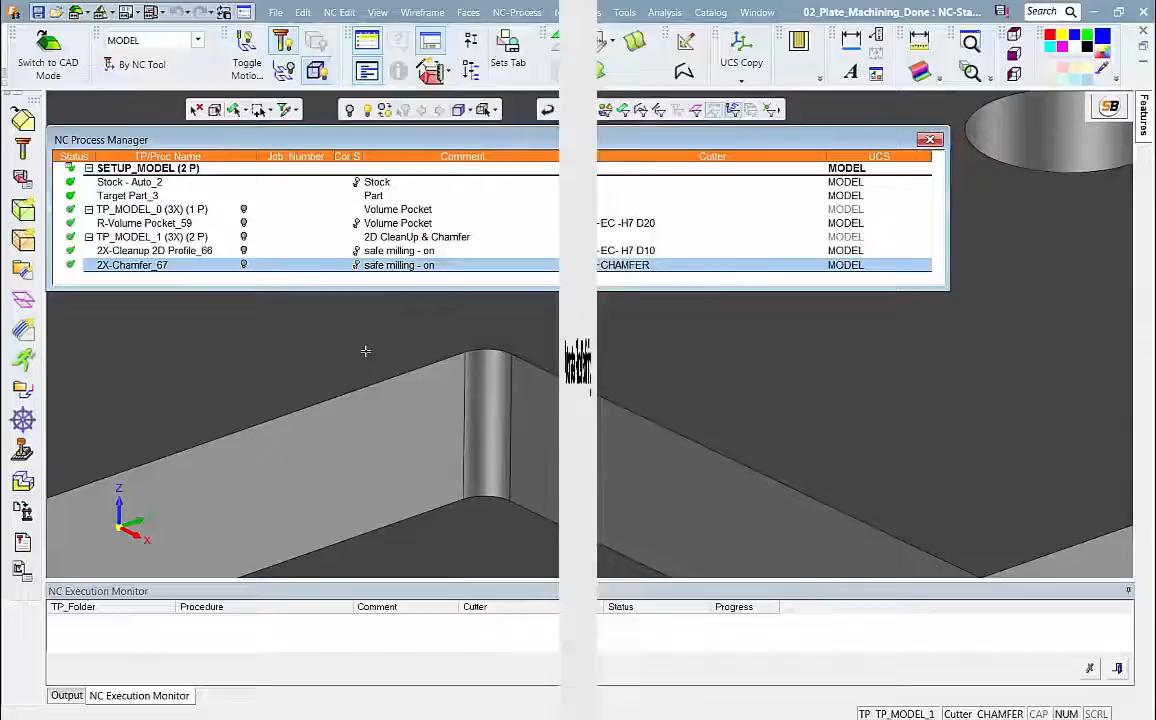 File Edit View Wireframe Faces NC-Process Tools Analysis Catalog Window 02_Plate_Machining_Done : NC-Sta... Search
Switch to CAD Mode
MODEL
By NC Tool
Toggle Motio...
Sets Tab
UCS Copy
Features
NC Process Manager
Status TP/Proc Name Job Number Cor S Comment Cutter UCS
SETUP_MODEL (2 P) MODEL
Stock - Auto_2 Stock MODEL
Target Part_3 Part MODEL
TP_MODEL_0 (3X) (1 P) Volume Pocket MODEL
R-Volume Pocket_59 Volume Pocket -EC -H7 D20 MODEL
TP_MODEL_1 (3X) (2 P) 2D CleanUp & Chamfer MODEL
2X-Cleanup 2D Profile_66 safe milling - on -EC- H7 D10 MODEL
2X-Chamfer_67 safe milling - on -CHAMFER MODEL
Z
X
NC Execution Monitor
TP_Folder Procedure Comment Cutter Status Progress
Output NC Execution Monitor
TP TP_MODEL_1 Cutter CHAMFER CAP NUM SCRL